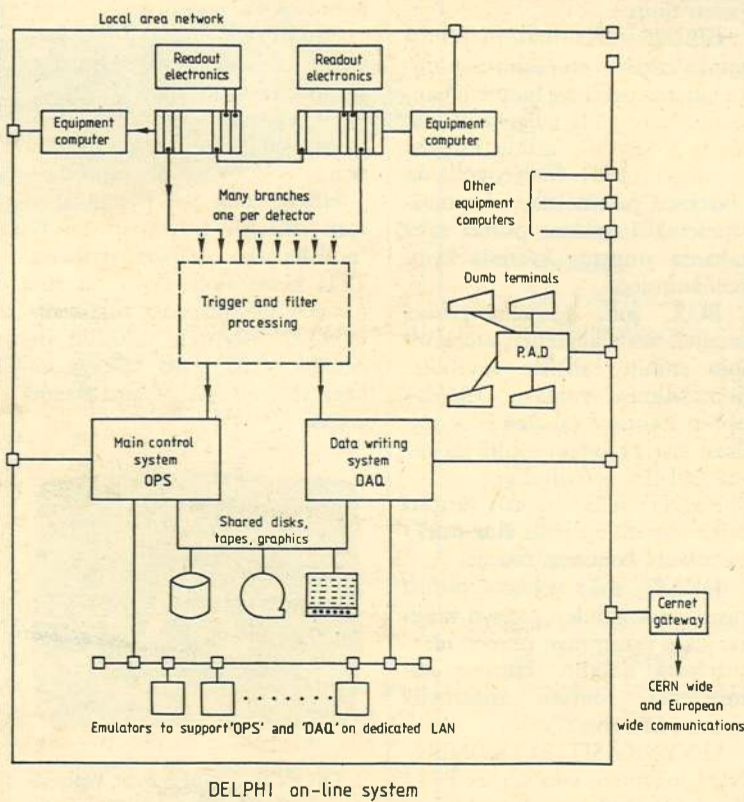 Local area network
Readout
electronics
Readout
electronics
Equipment
computer
Equipment
computer
Many branches
one per detector
Other
equipment
computers
Trigger and filter
processing
Dumb terminals
P.A.D
Main control
system
OPS
Data writing
system
DAQ
Shared disks,
tapes, graphics
Cernet
gateway
CERN wide
and European
wide communications
Emulators to support 'OPS' and 'DAQ' on dedicated LAN
DELPHI on-line system